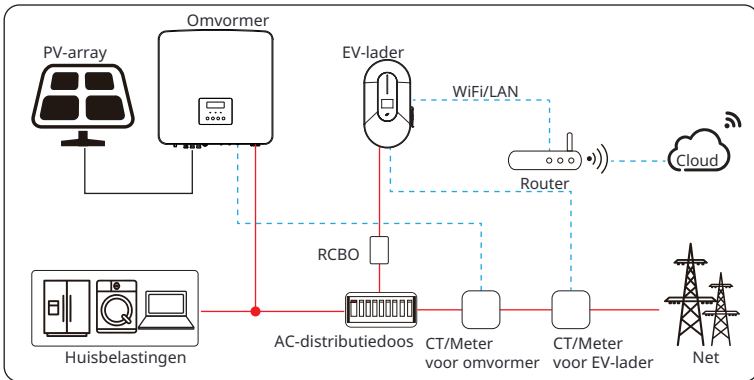 Omvormer
PV-array
EV-lader
WiFi/LAN
Cloud
Router
RCBO
Huisbelastingen
AC-distributiedoos
CT/Meter
voor omvormer
CT/Meter
voor EV-lader
Net